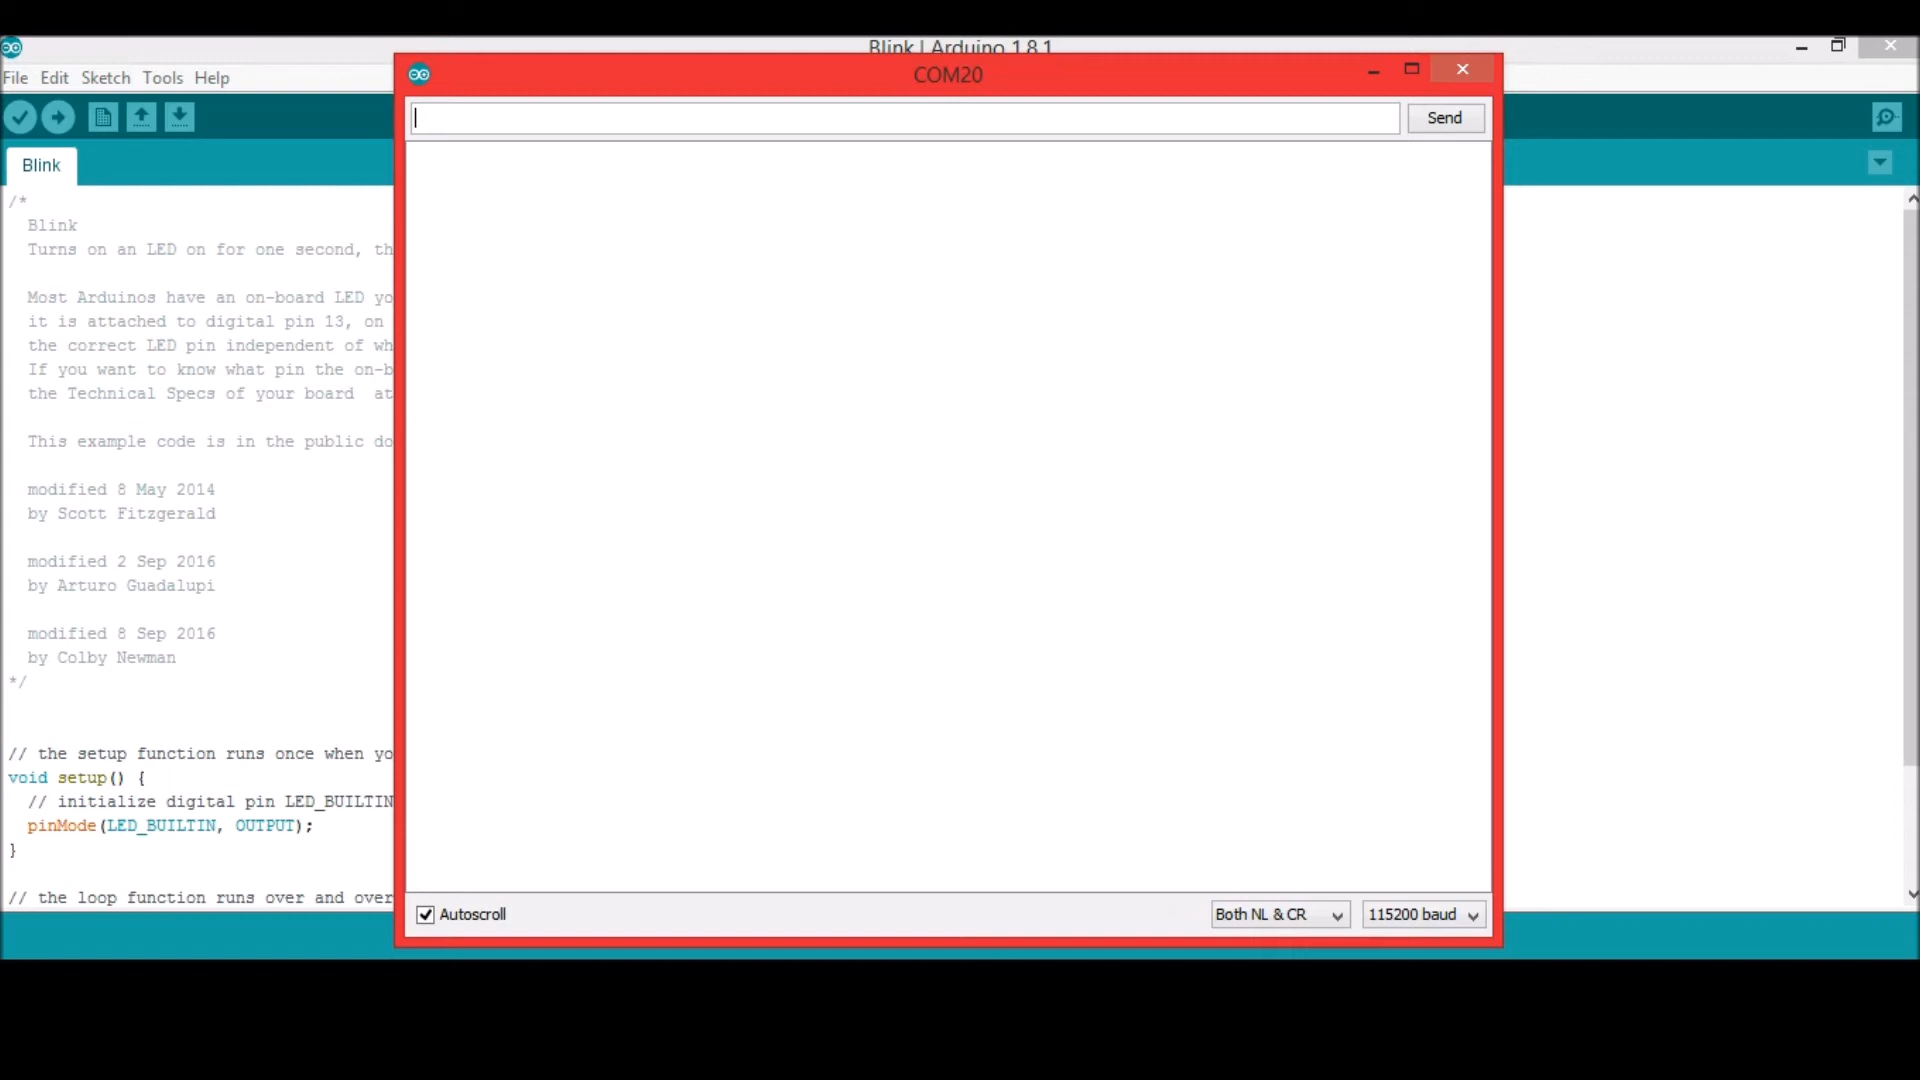 Blink | Arduino 1.8.1
File Edit Sketch Tools Help
COM20
Send
Blink
/*
Blink
Turns on an LED on for one second, th
Most Arduinos have an on-board LED yo
it is attached to digital pin 13, on
the correct LED pin independent of wh
If you want to know what pin the on-b
the Technical Specs of your board at
This example code is in the public do
modified 8 May 2014
by Scott Fitzgerald
modified 2 Sep 2016
by Arturo Guadalupi
modified 8 Sep 2016
by Colby Newman
*/
// the setup function runs once when yo
void setup() {
// initialize digital pin LED_BUILTIN
pinMode(LED_BUILTIN, OUTPUT);
}
// the loop function runs over and over
Autoscroll
Both NL & CR
115200 baud